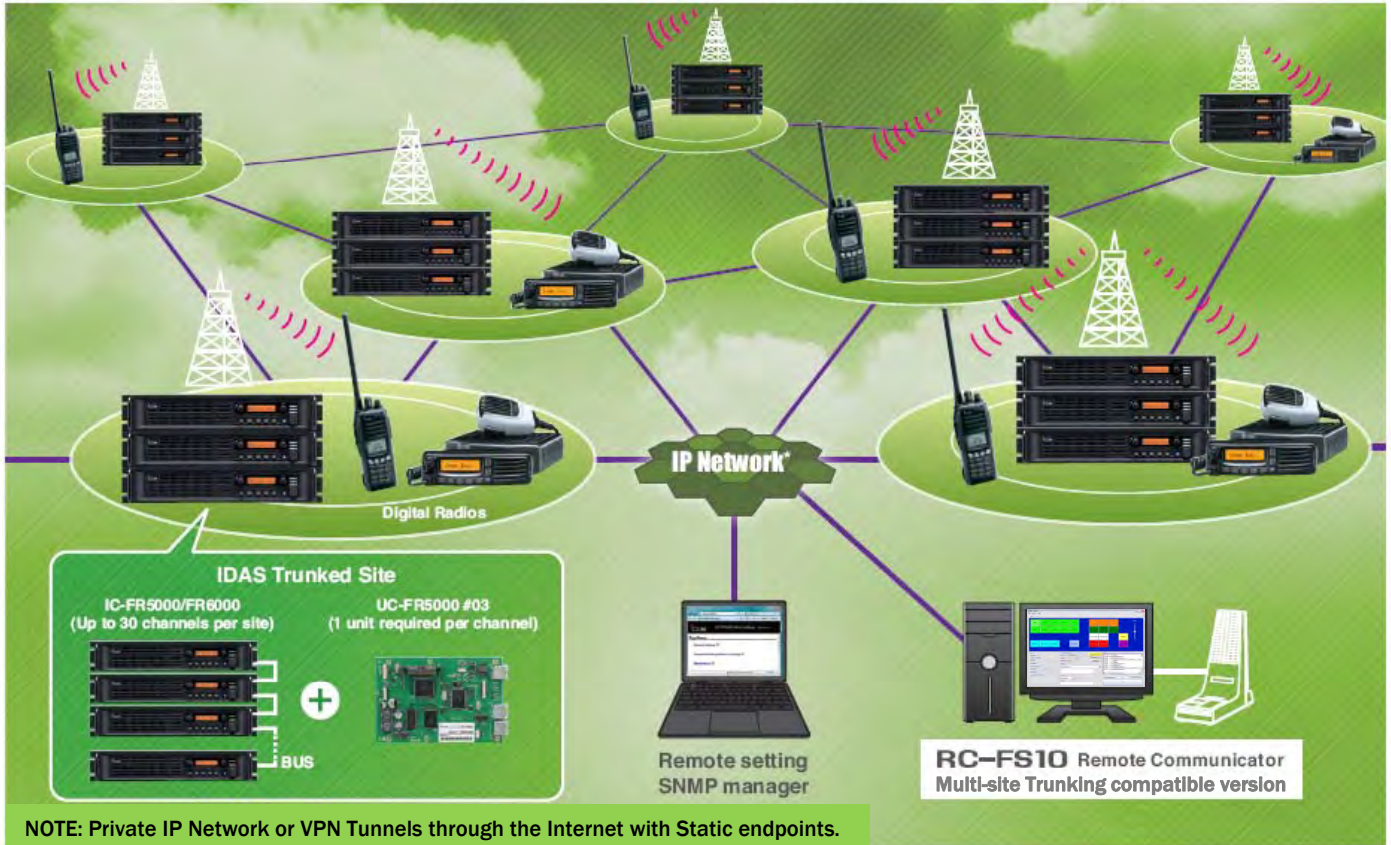 IP Network*
Digital Radios
IDAS Trunked Site
IC-FR5000/FR6000
(Up to 30 channels per site)
UC-FR5000 #03
(1 unit required per channel)
+
BUS
Remote setting
SNMP manager
RC-FS10 Remote Communicator
Multi-site Trunking compatible version
NOTE: Private IP Network or VPN Tunnels through the Internet with Static endpoints.